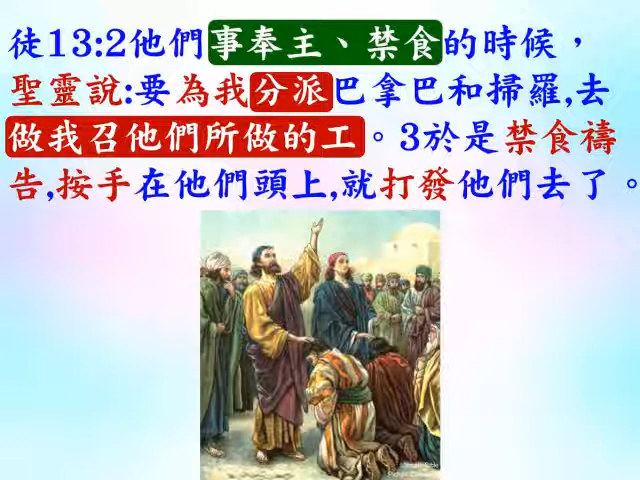 徒13:2他們事奉主、禁食的時候，
聖靈說:要為我分派巴拿巴和掃羅,去
做我召他們所做的工。3於是禁食禱
告,按手在他們頭上,就打發他們去了。